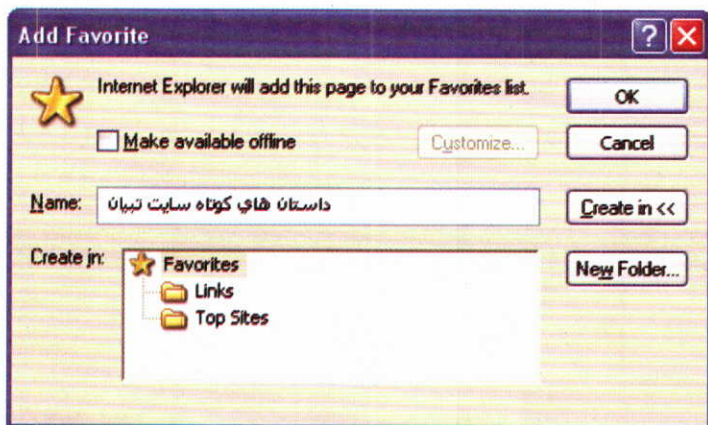 Add Favorite
?
Internet Explorer will add this page to your Favorites list.
OK
Make available offline
Customize...
Cancel
Name:
داستان هاي كوتاه سايت تبيان
Create in <<
Create in:
Favorites
Links
Top Sites
New Folder...